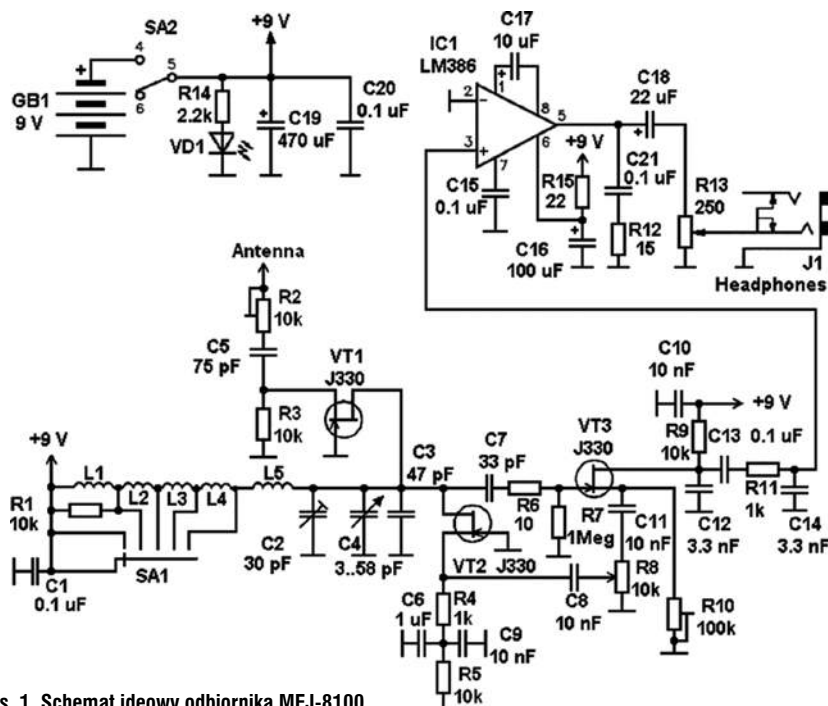 SA2
4
5
6
+
GB1
9 V
+9 V
R14
2.2k
VD1
+
C19
470 uF
C20
0.1 uF
IC1
LM386
C17
10 uF
+
1
2
-
8
5
3
+
7
6
C18
22 uF
+
+9 V
R15
22
C21
0.1 uF
C15
0.1 uF
+
C16
100 uF
R12
15
R13
250
J1
Headphones
Antenna
R2
10k
C5
75 pF
R3
10k
VT1
J330
+9 V
L1
L2
L3
L4
L5
R1
10k
C1
0.1 uF
SA1
C2
30 pF
C4
3..58 pF
C3
47 pF
C7
33 pF
R6
10
VT2
J330
VT3
J330
R7
1Meg
C11
10 nF
C8
10 nF
R8
10k
R10
100k
C6
1 uF
R4
1k
C9
10 nF
R5
10k
C10
10 nF
+9 V
R9
10k
C13
0.1 uF
R11
1k
C12
3.3 nF
C14
3.3 nF
s. 1. Schemat ideowy odbiornika MFJ-8100